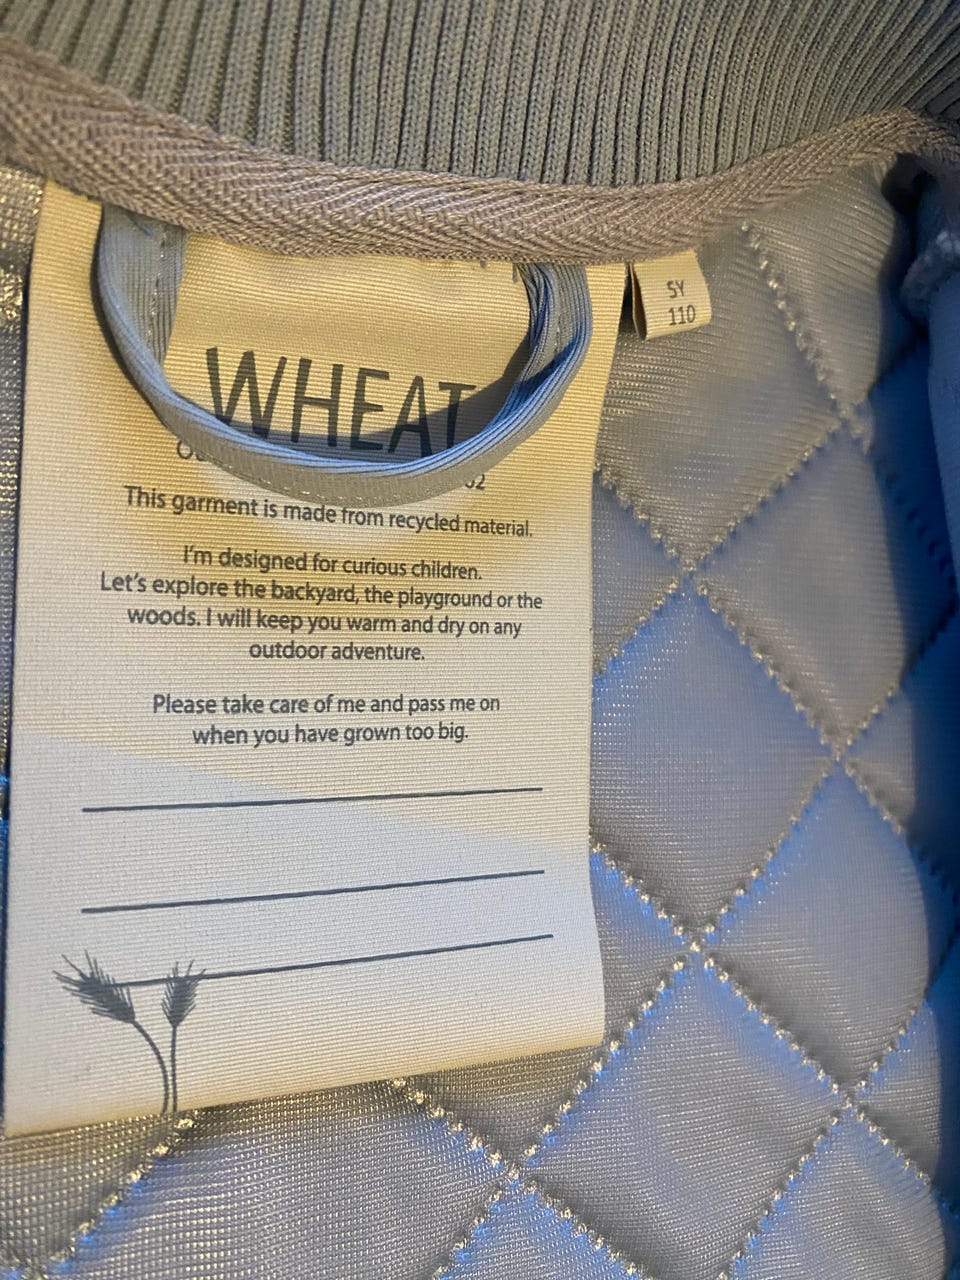 WHEAT
5Y
110
This garment is made from recycled material.
I'm designed for curious children.
Let's explore the backyard, the playground or the
woods. I will keep you warm and dry on any
outdoor adventure.
Please take care of me and pass me on
when you have grown too big.